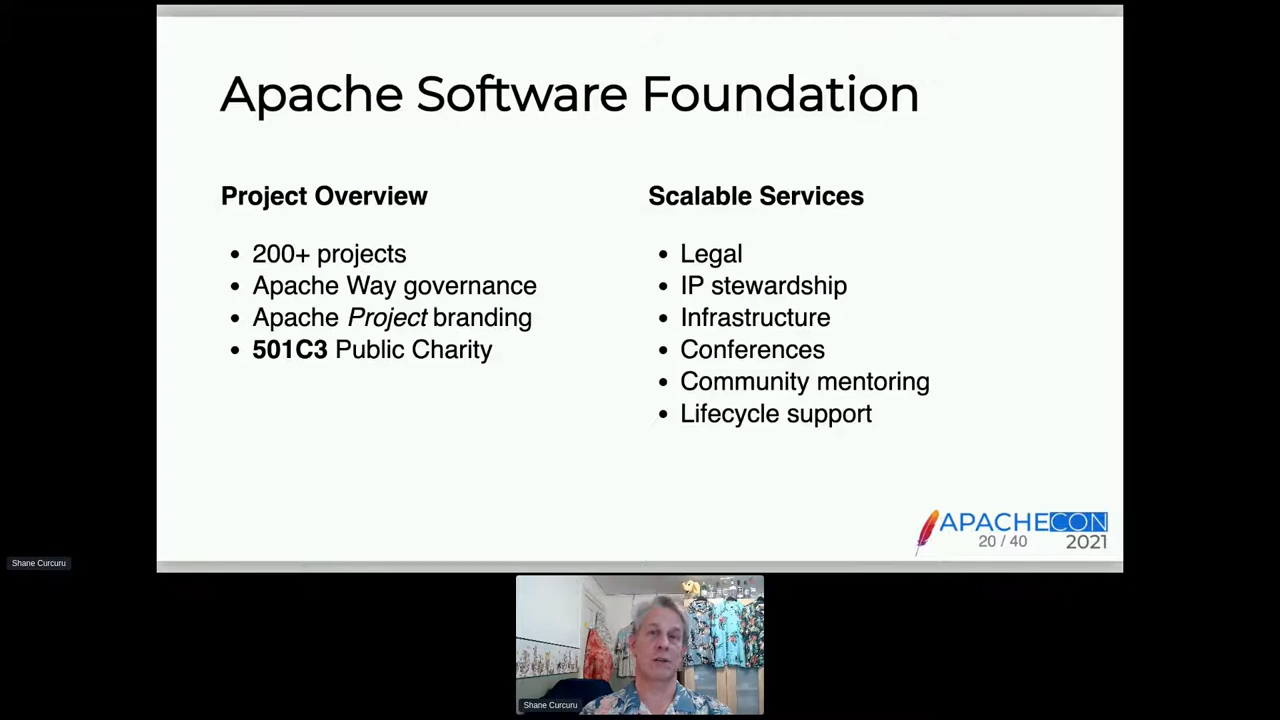 Apache Software Foundation
Project Overview
200+ projects
Apache Way governance
Apache Project branding
501C3 Public Charity
Scalable Services
Legal
IP stewardship
Infrastructure
Conferences
Community mentoring
Lifecycle support
APACHECON
20 / 40
2021
Shane Curcuru
Shane Curcuru